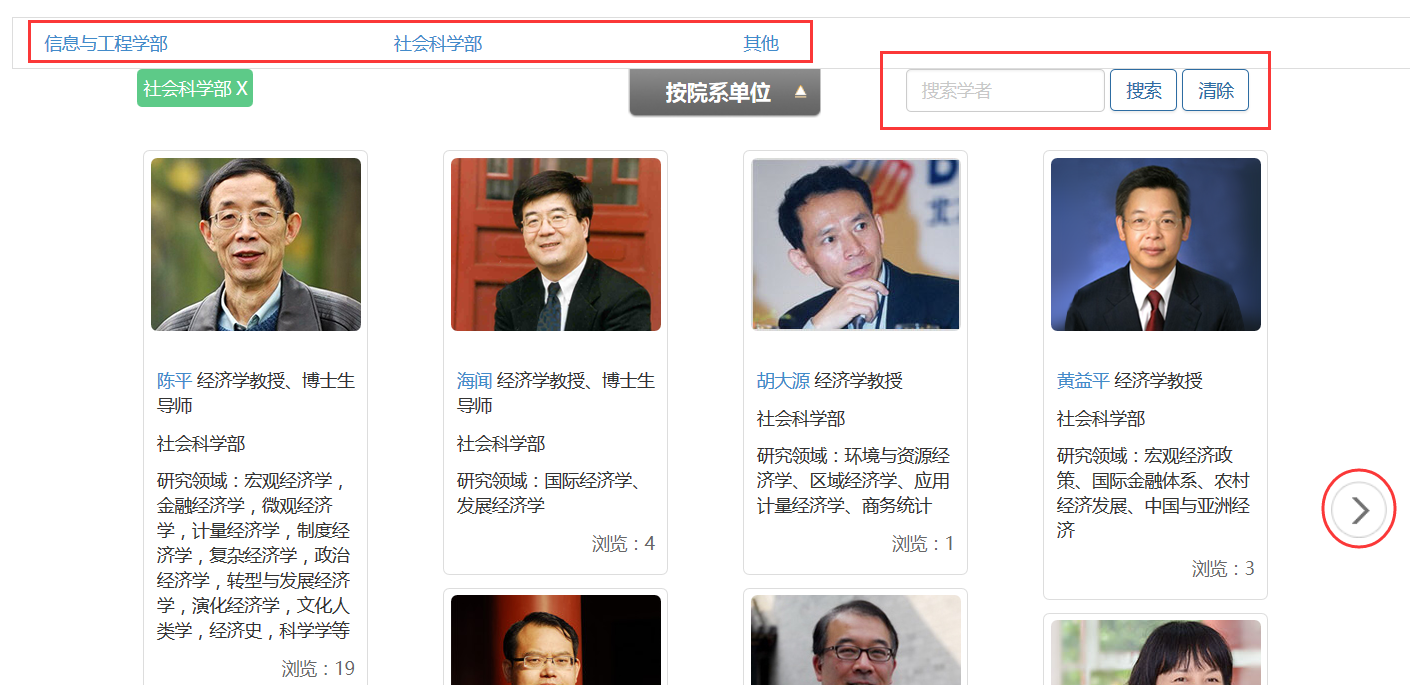 信息与工程学部 社会科学部 其他
社会科学部 X
按院系单位
搜索学者 搜索 清除
陈平 经济学教授、博士生
导师
社会科学部
研究领域：宏观经济学，
金融经济学，微观经济
学，计量经济学，制度经
济学，复杂经济学，政治
经济学，转型与发展经济
学，演化经济学，文化人
类学，经济史，科学学等
浏览：19
海闻 经济学教授、博士生
导师
社会科学部
研究领域：国际经济学、
发展经济学
浏览：4
胡大源 经济学教授
社会科学部
研究领域：环境与资源经
济学、区域经济学、应用
计量经济学、商务统计
浏览：1
黄益平 经济学教授
社会科学部
研究领域：宏观经济政
策、国际金融体系、农村
经济发展、中国与亚洲经
济
浏览：3